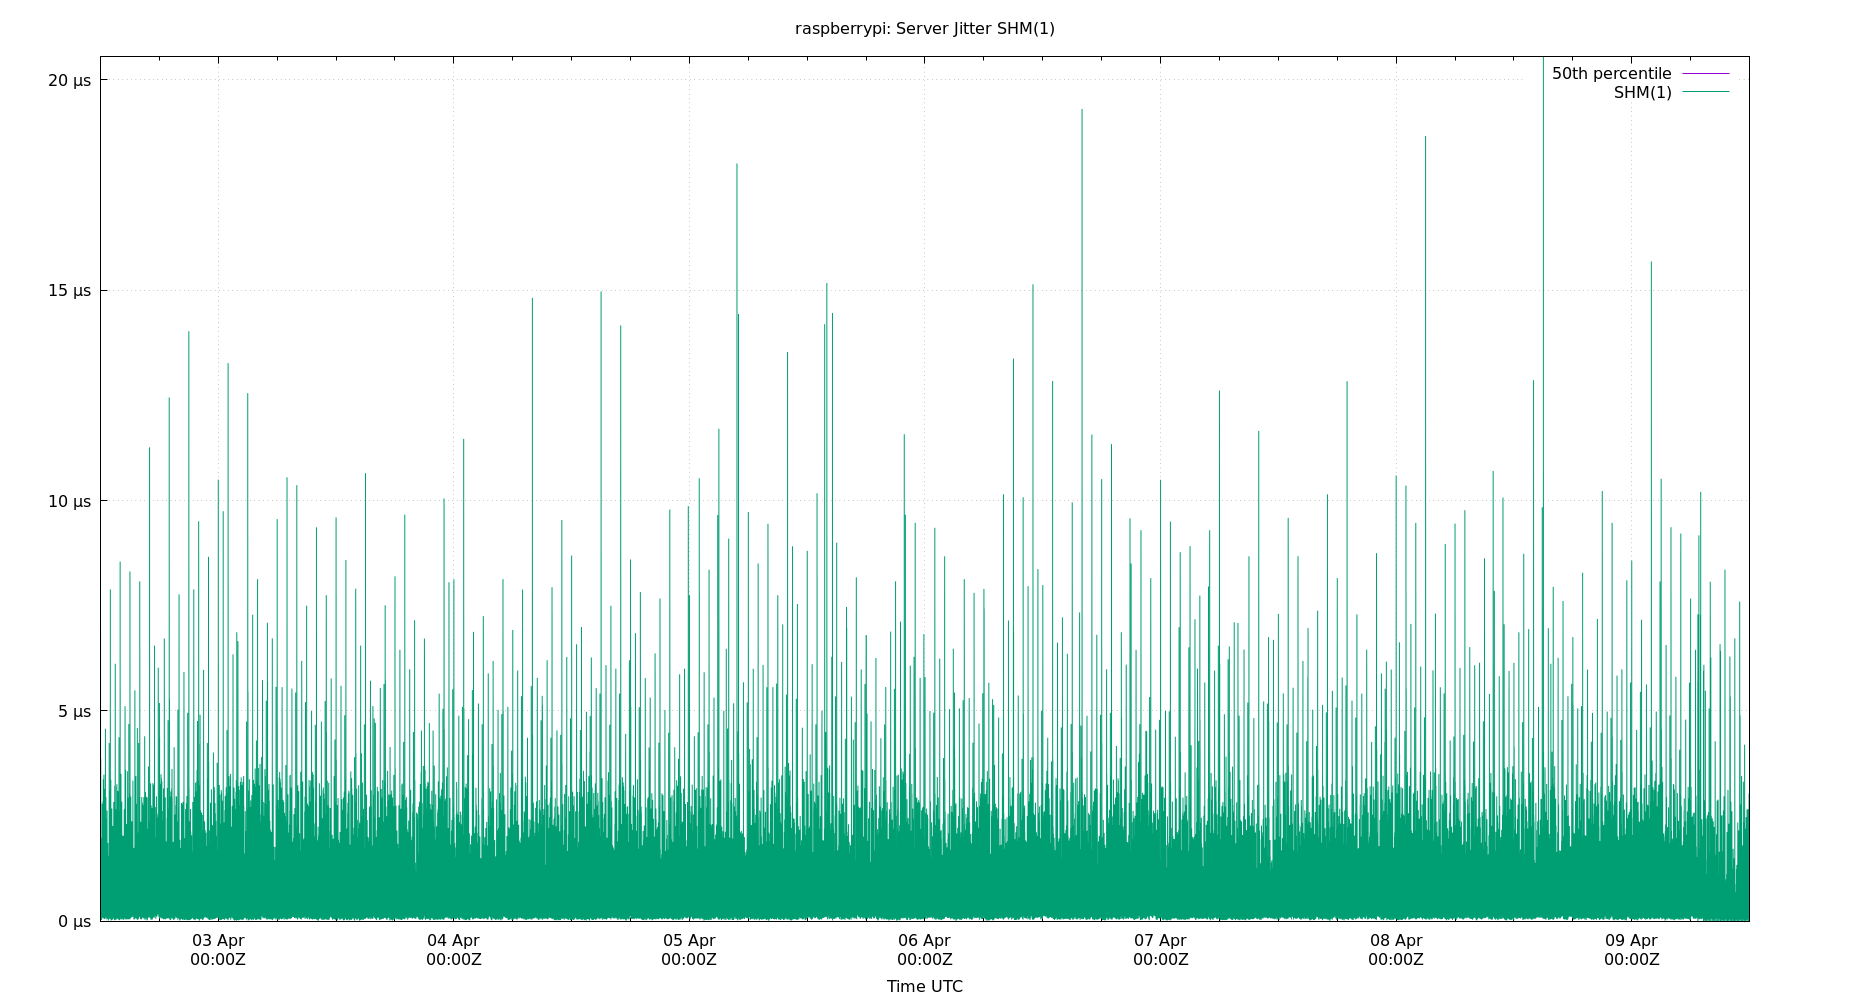 raspberrypi: Server Jitter SHM(1)
50th percentile
SHM(1)
20 µs
15 µs
10 µs
5 µs
0 µs
03 Apr 04 Apr 05 Apr 06 Apr 07 Apr 08 Apr 09 Apr
00:00Z 00:00Z 00:00Z 00:00Z 00:00Z 00:00Z 00:00Z
Time UTC